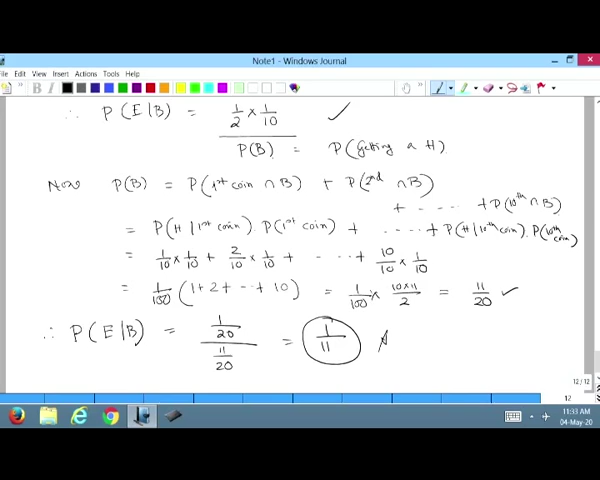 Note1 - Windows Journal
File Edit View Insert Actions Tools Help
B
∴ P(E|B) = 1/2 × 1/10 ✓
P(B) = P(Getting a H)
Now P(B) = P(1st coin ∩ B) + P(2nd ∩ B)
+ ---- + P(10th ∩ B)
= P(H|1st coin) . P(1st coin) + ---- + P(H|10th coin) . P(10th coin)
= 1/10 × 1/10 + 2/10 × 1/10 + ---- + 10/10 × 1/10
= 1/100 (1+2+--+10) = 1/100 × 10×11/2 = 11/20 ✓
∴ P(E|B) = 1/20 / 11/20 = 1/11
12/12
12
11:33 AM
04-May-20